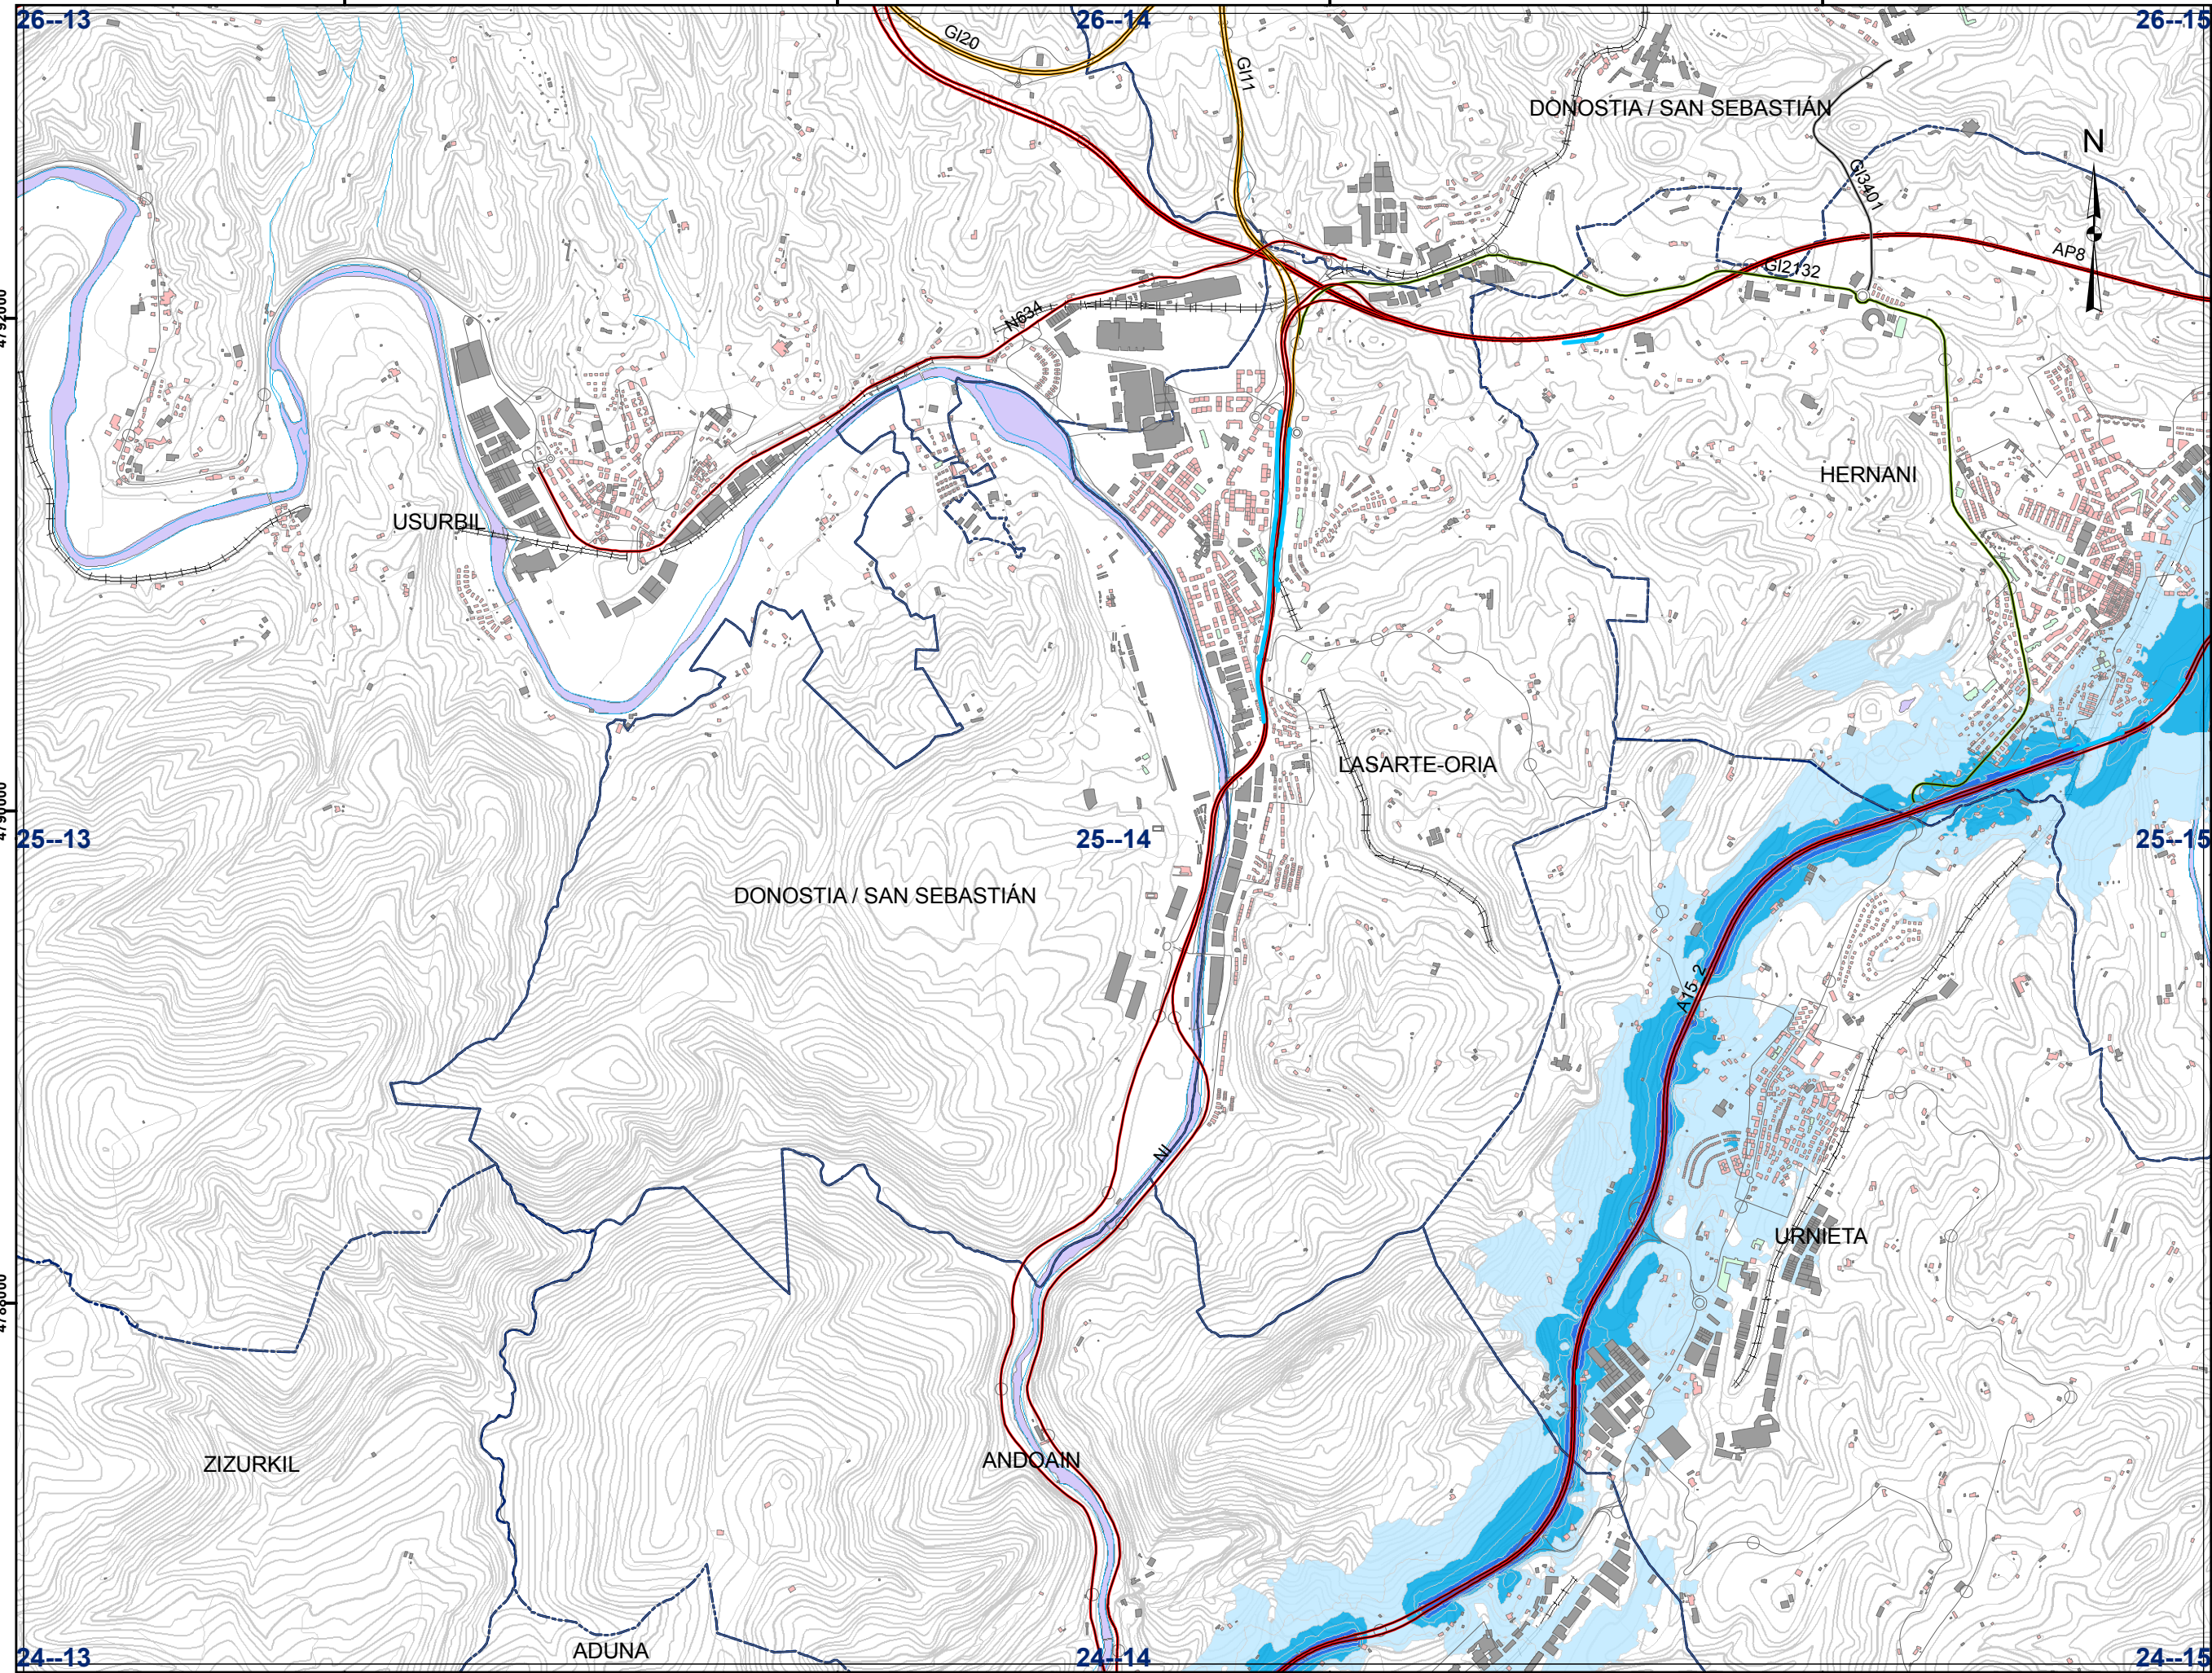 26--13
26--14
26--15
GI20
GI11
DONOSTIA / SAN SEBASTIÁN
N
GI3401
AP8
GI2132
N634
HERNANI
USURBIL
LASARTE-ORIA
25--13
25--14
25--15
DONOSTIA / SAN SEBASTIÁN
A15-2
NI
URNIETA
ZIZURKIL
ANDOAIN
ADUNA
24--13
24--14
24--15